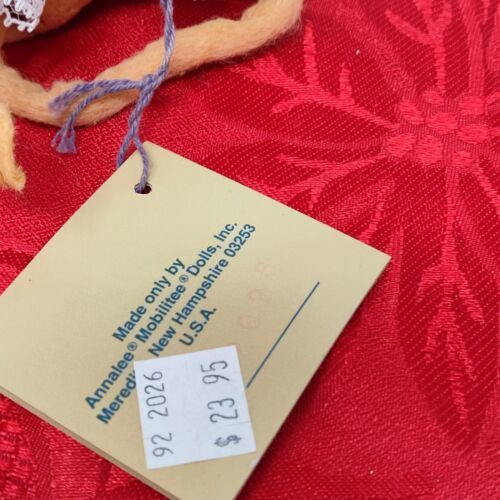 Made only by
Annalee® Mobilitee® Dolls, Inc.
New Hampshire 03253
U.S.A.
92 2026
$ 23 95